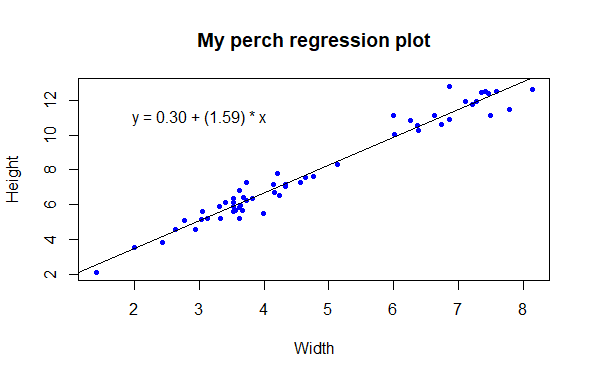 My perch regression plot
y = 0.30 + (1.59) * x
Height
12
10
8
6
4
2
2 3 4 5 6 7 8
Width